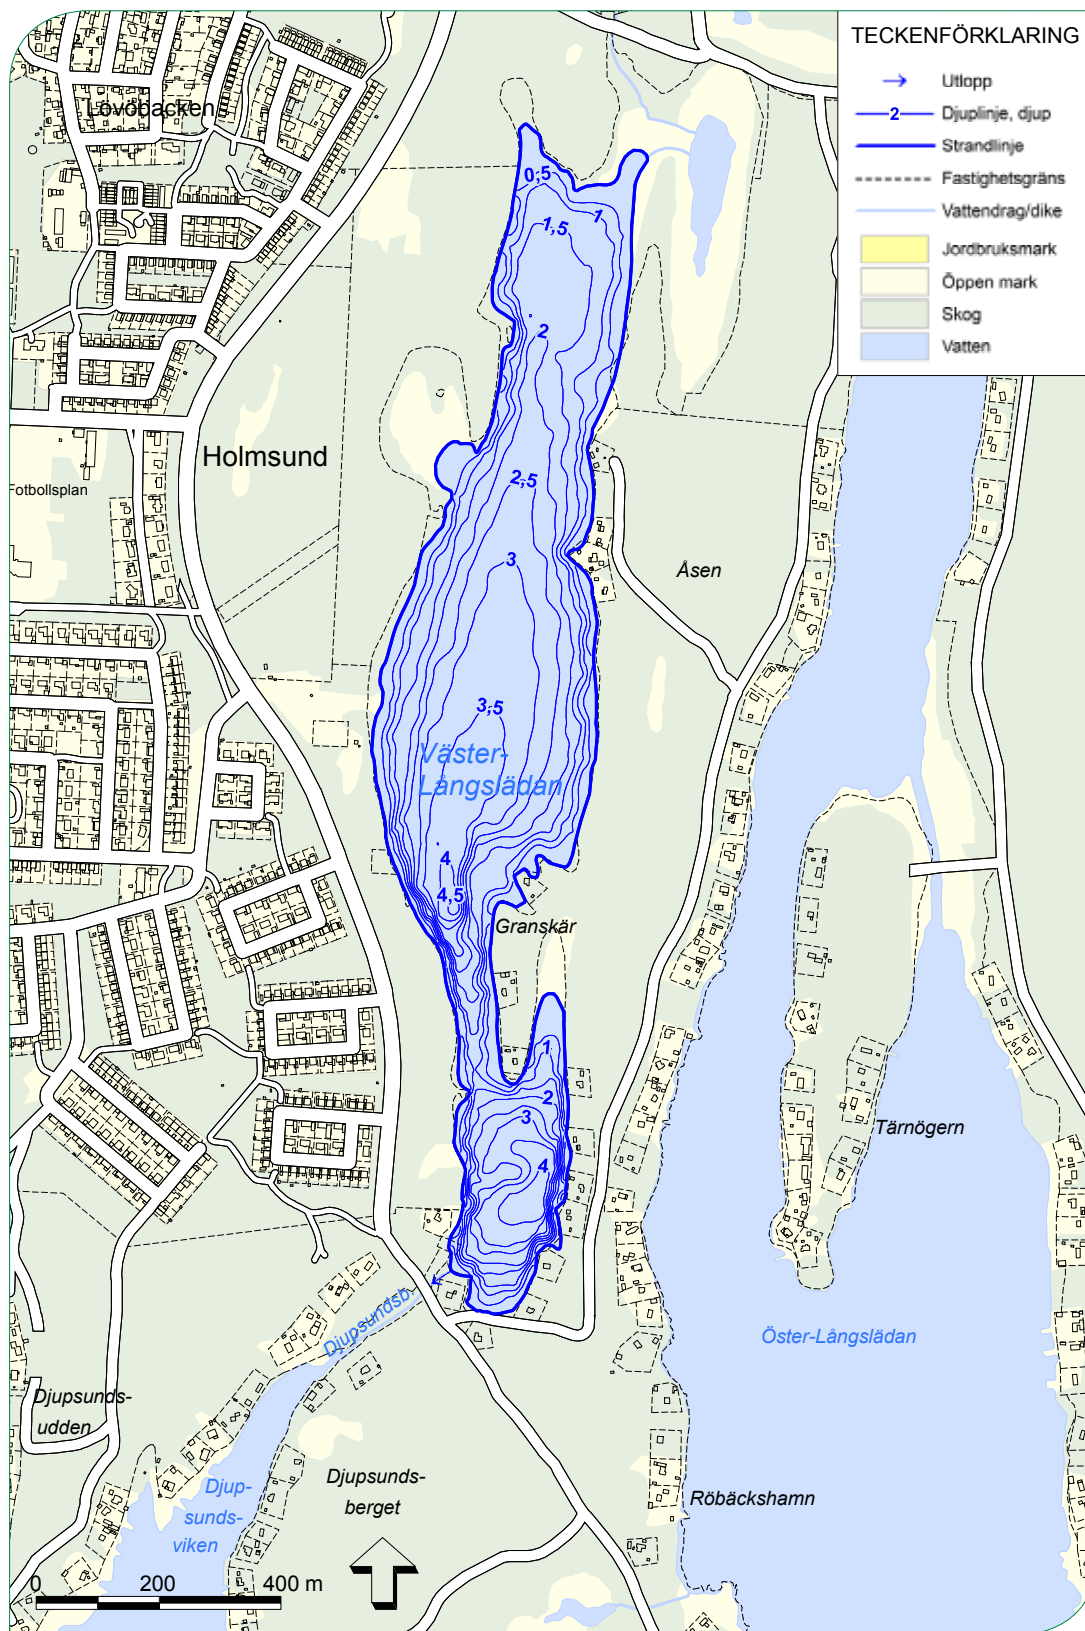 TECKENFÖRKLARING
Utlopp
2 Djuplinje, djup
Strandlinje
Fastighetsgräns
Vattendrag/dike
Jordbruksmark
Öppen mark
Skog
Vatten
Lövöbacken
0,5
1
1,5
2
Holmsund
2,5
Fotbollsplan
3
Åsen
3,5
Väster-
Långslädan
4
4,5
Granskär
1
2
3
Tärnögern
4
Djupsundsb.
Öster-Långslädan
Djupsunds-
udden
Djup-
sunds-
viken
Djupsunds-
berget
Röbäckshamn
0 200 400 m